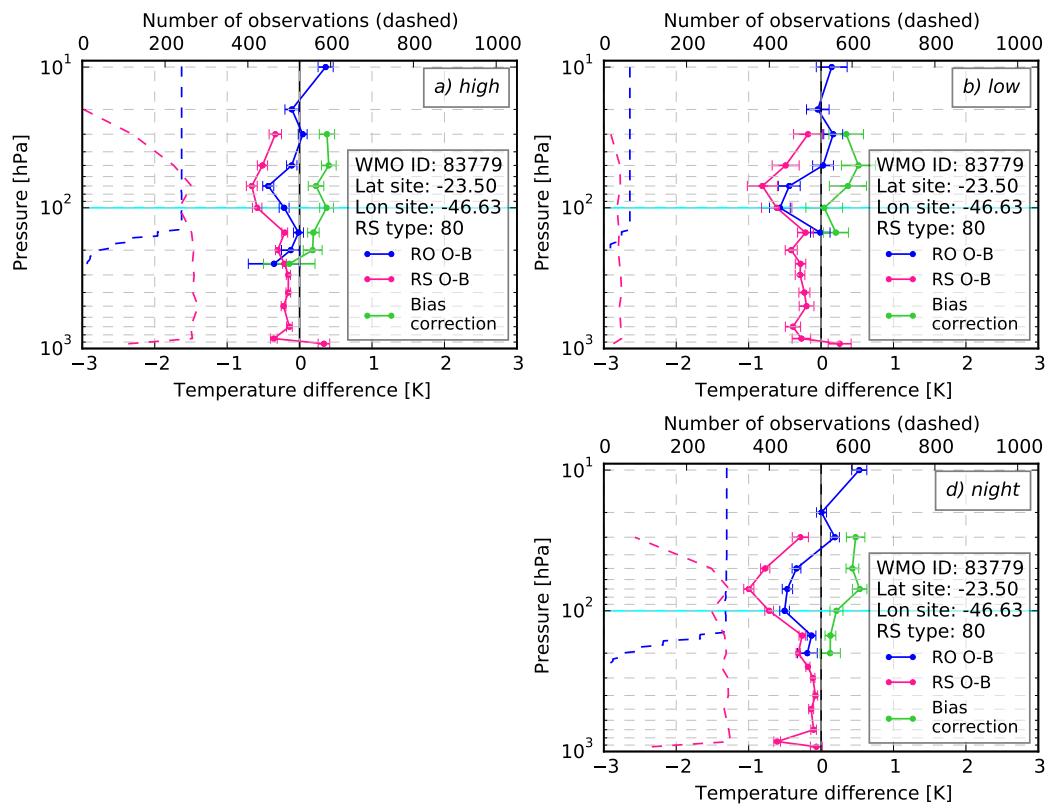 Number of observations (dashed)
0 200 400 600 800 1000
a) high
10¹
10²
10³
Pressure [hPa]
WMO ID: 83779
Lat site: -23.50
Lon site: -46.63
RS type: 80
RO O-B
RS O-B
Bias
correction
−3 −2 −1 0 1 2 3
Temperature difference [K]
Number of observations (dashed)
0 200 400 600 800 1000
b) low
10¹
10²
10³
Pressure [hPa]
WMO ID: 83779
Lat site: -23.50
Lon site: -46.63
RS type: 80
RO O-B
RS O-B
Bias
correction
−3 −2 −1 0 1 2 3
Temperature difference [K]
Number of observations (dashed)
0 200 400 600 800 1000
d) night
10¹
10²
10³
Pressure [hPa]
WMO ID: 83779
Lat site: -23.50
Lon site: -46.63
RS type: 80
RO O-B
RS O-B
Bias
correction
−3 −2 −1 0 1 2 3
Temperature difference [K]